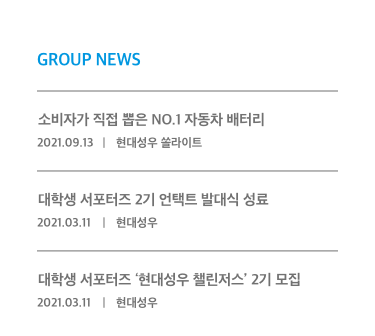 GROUP NEWS
소비자가 직접 뽑은 NO.1 자동차 배터리
2021.09.13 | 현대성우 쏠라이트
대학생 서포터즈 2기 언택트 발대식 성료
2021.03.11 | 현대성우
대학생 서포터즈 ‘현대성우 챌린저스’ 2기 모집
2021.03.11 | 현대성우